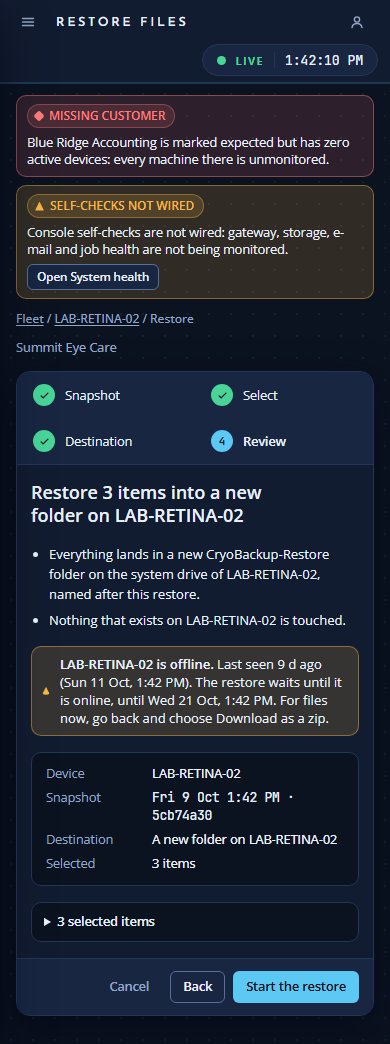 RESTORE FILES
LIVE 1:42:10 PM
MISSING CUSTOMER
Blue Ridge Accounting is marked expected but has zero
active devices: every machine there is unmonitored.
SELF-CHECKS NOT WIRED
Console self-checks are not wired: gateway, storage, e-
mail and job health are not being monitored.
Open System health
Fleet / LAB-RETINA-02 / Restore
Summit Eye Care
Snapshot
Select
Destination
4 Review
Restore 3 items into a new
folder on LAB-RETINA-02
• Everything lands in a new CryoBackup-Restore
folder on the system drive of LAB-RETINA-02,
named after this restore.
• Nothing that exists on LAB-RETINA-02 is touched.
LAB-RETINA-02 is offline. Last seen 9 d ago
(Sun 11 Oct, 1:42 PM). The restore waits until it
is online, until Wed 21 Oct, 1:42 PM. For files
now, go back and choose Download as a zip.
Device LAB-RETINA-02
Snapshot Fri 9 Oct 1:42 PM ·
5cb74a30
Destination A new folder on LAB-RETINA-02
Selected 3 items
3 selected items
Cancel Back Start the restore